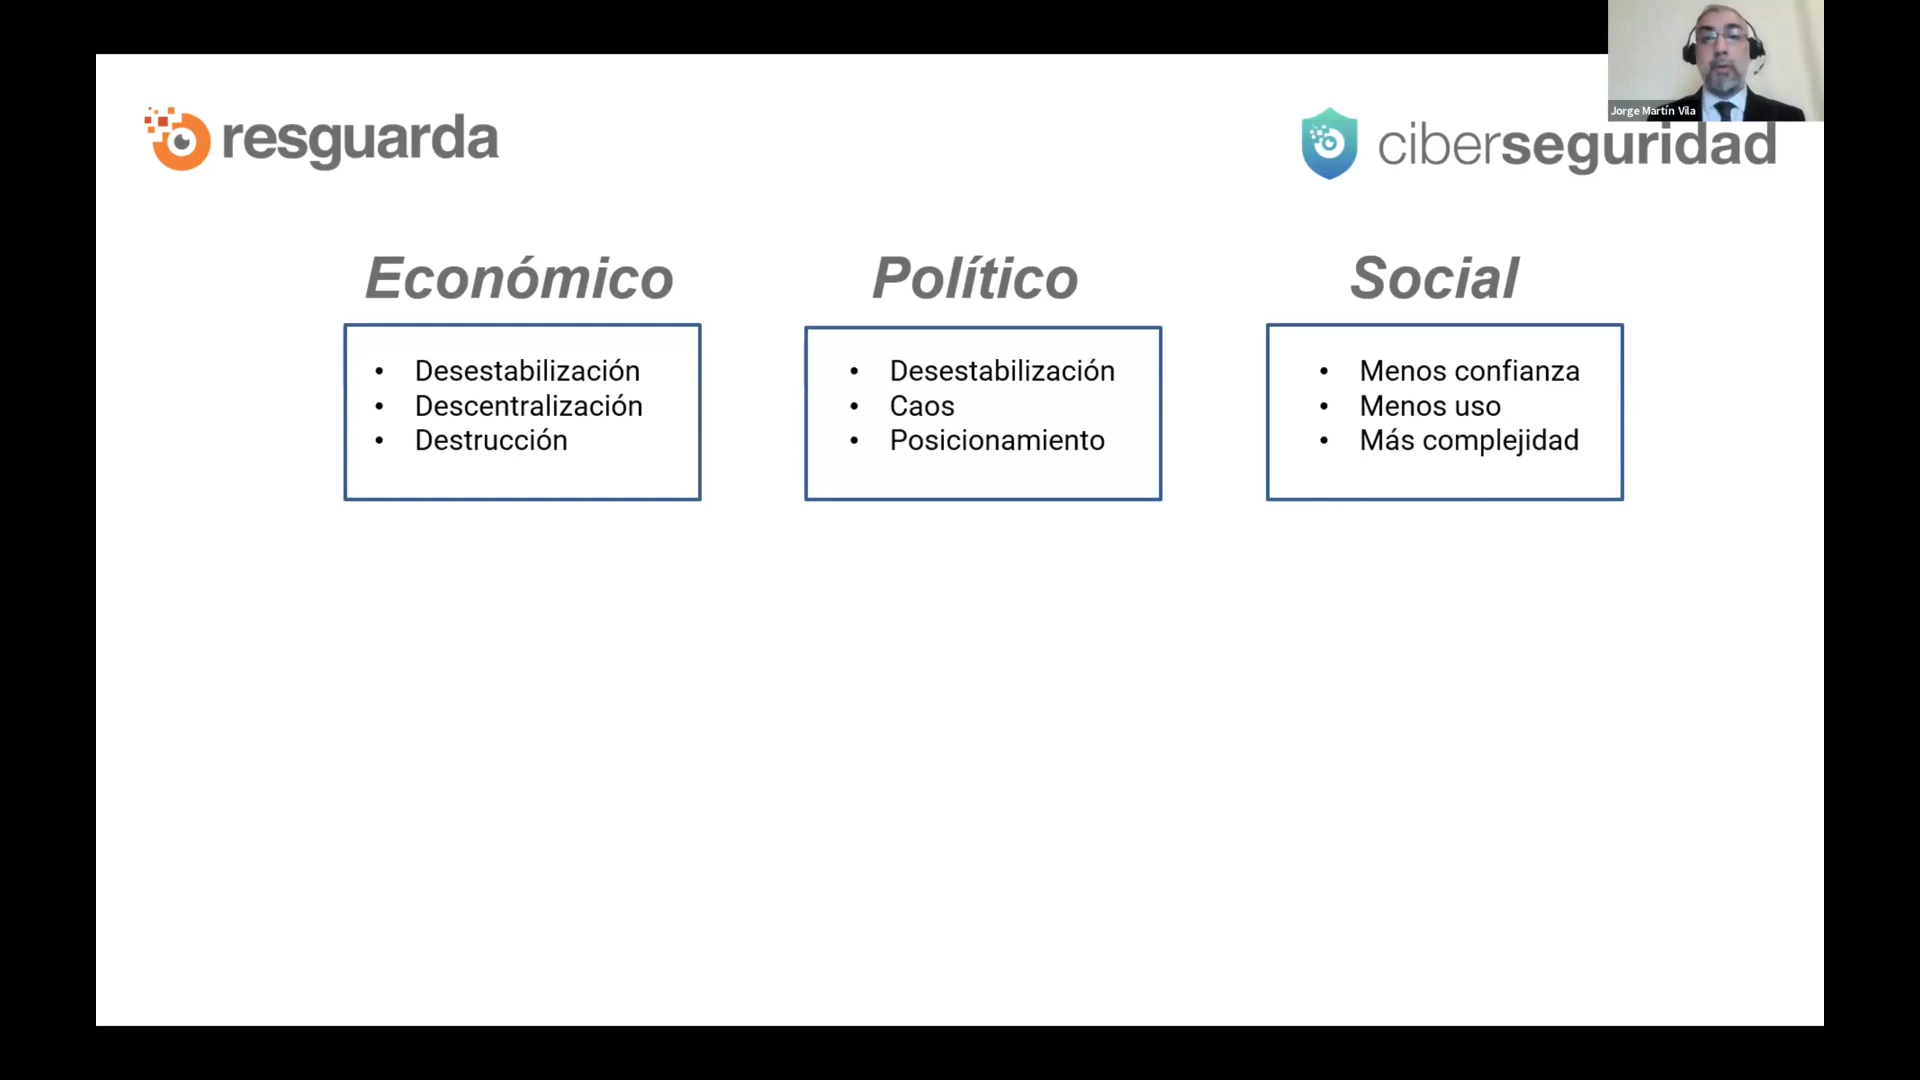 Jorge Martín Vila
resguarda
ciberseguridad
Económico
Desestabilización
Descentralización
Destrucción
Político
Desestabilización
Caos
Posicionamiento
Social
Menos confianza
Menos uso
Más complejidad